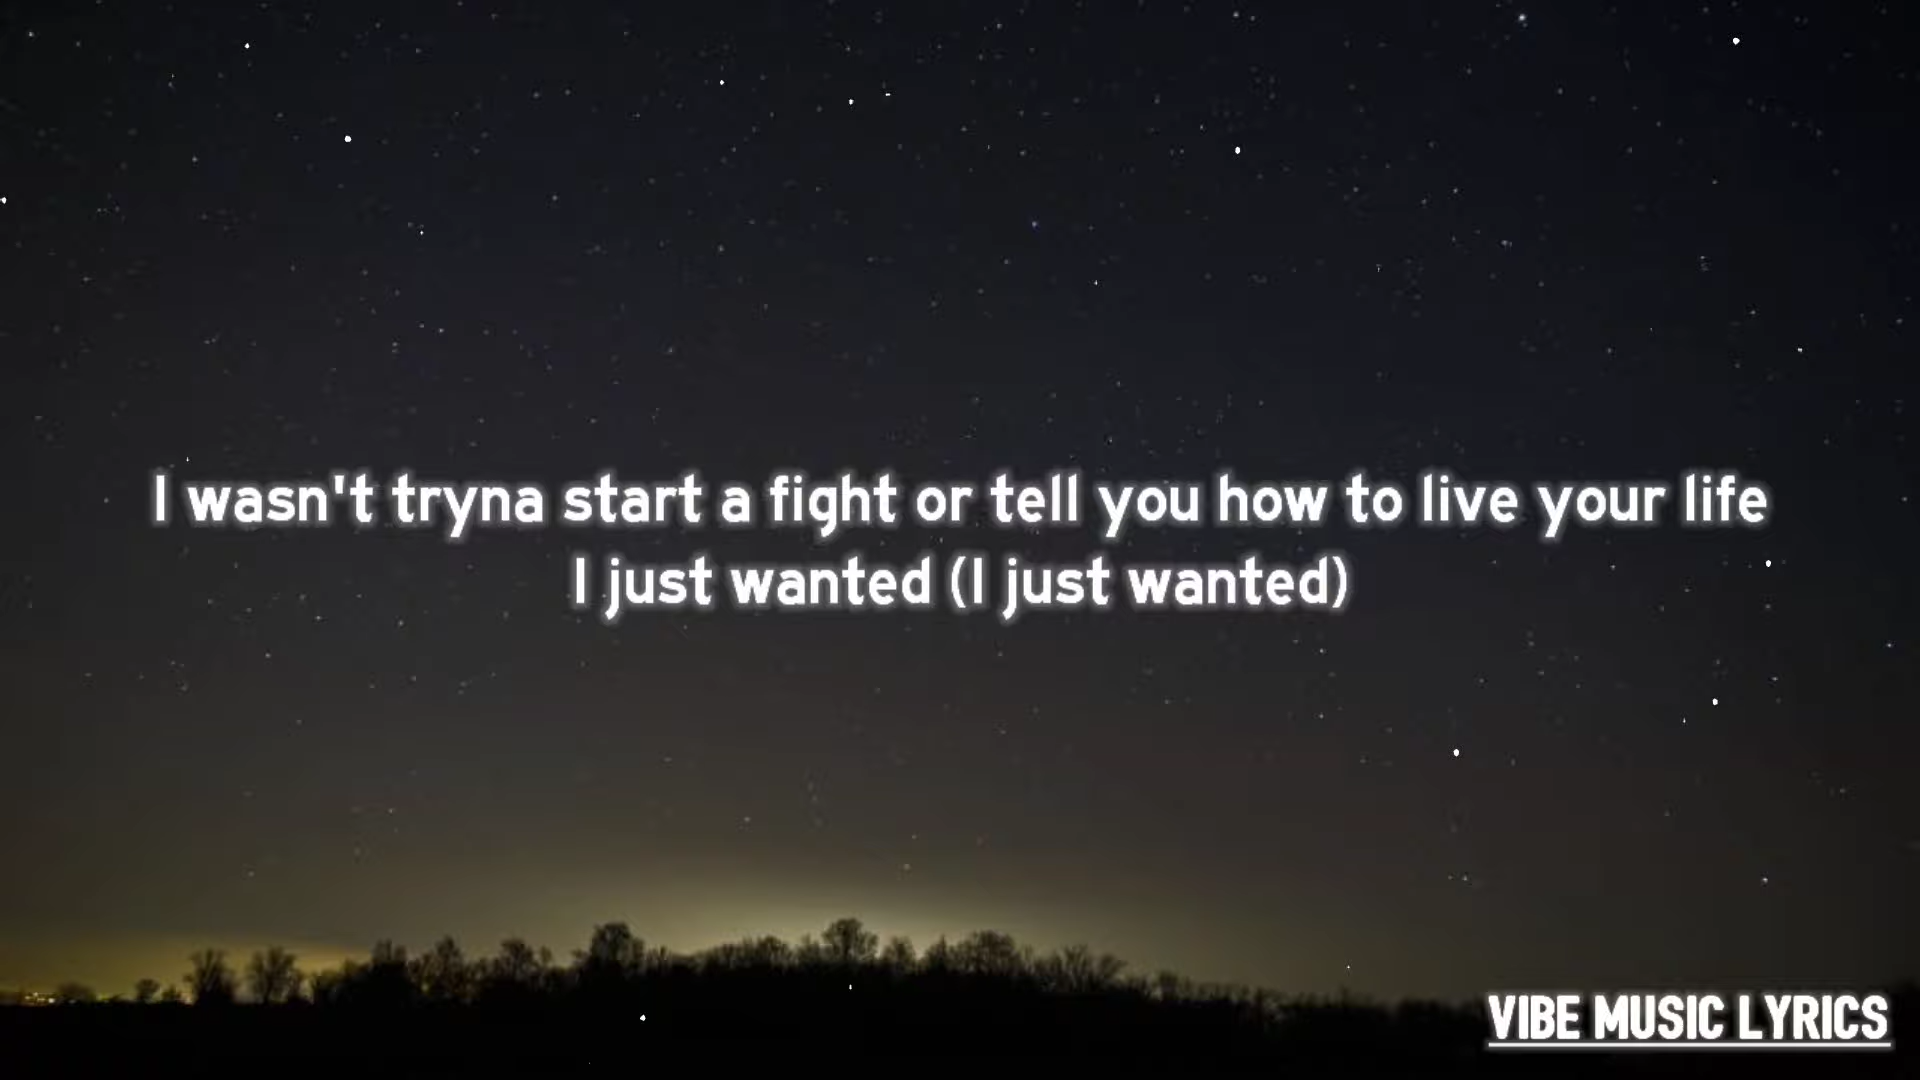 I wasn't tryna start a fight or tell you how to live your life
I just wanted (I just wanted)
VIBE MUSIC LYRICS